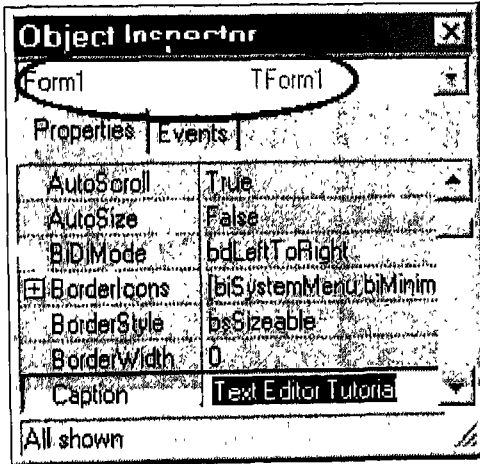 Object Inspector
Form1 TForm1
Properties Events
AutoScroll True
AutoSize False
BiDiMode bdLeftToRight
BorderIcons [biSystemMenu,biMinim
BorderStyle bsSizeable
BorderWidth 0
Caption Text Editor Tutorial
All shown